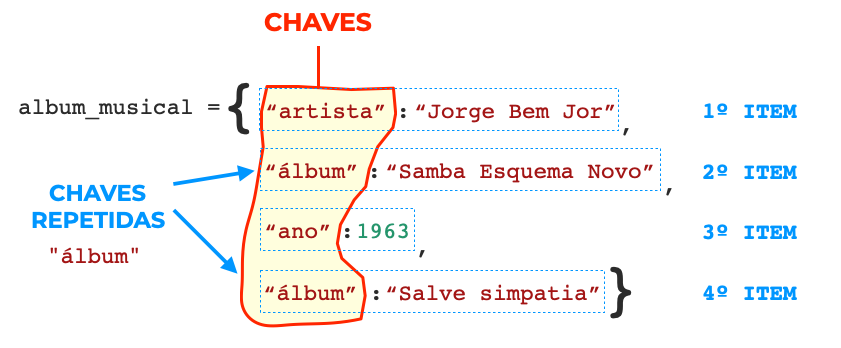 CHAVES
album_musical = { “artista” : “Jorge Bem Jor” , 1º ITEM
“álbum” : “Samba Esquema Novo” , 2º ITEM
CHAVES
REPETIDAS
"álbum"
“ano” : 1963 , 3º ITEM
“álbum” : “Salve simpatia” } 4º ITEM